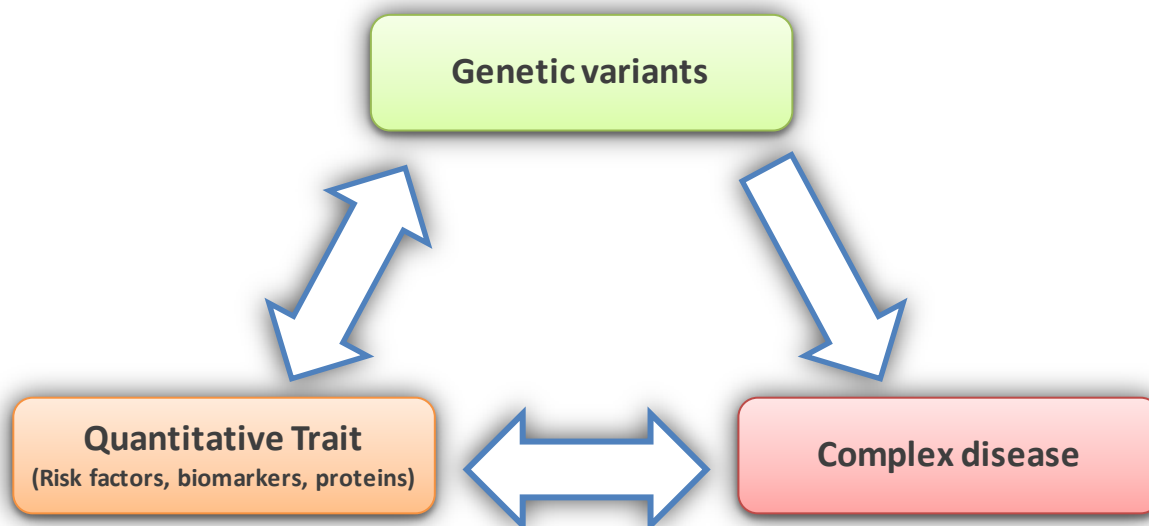 Genetic variants
Quantitative Trait
(Risk factors, biomarkers, proteins)
Complex disease